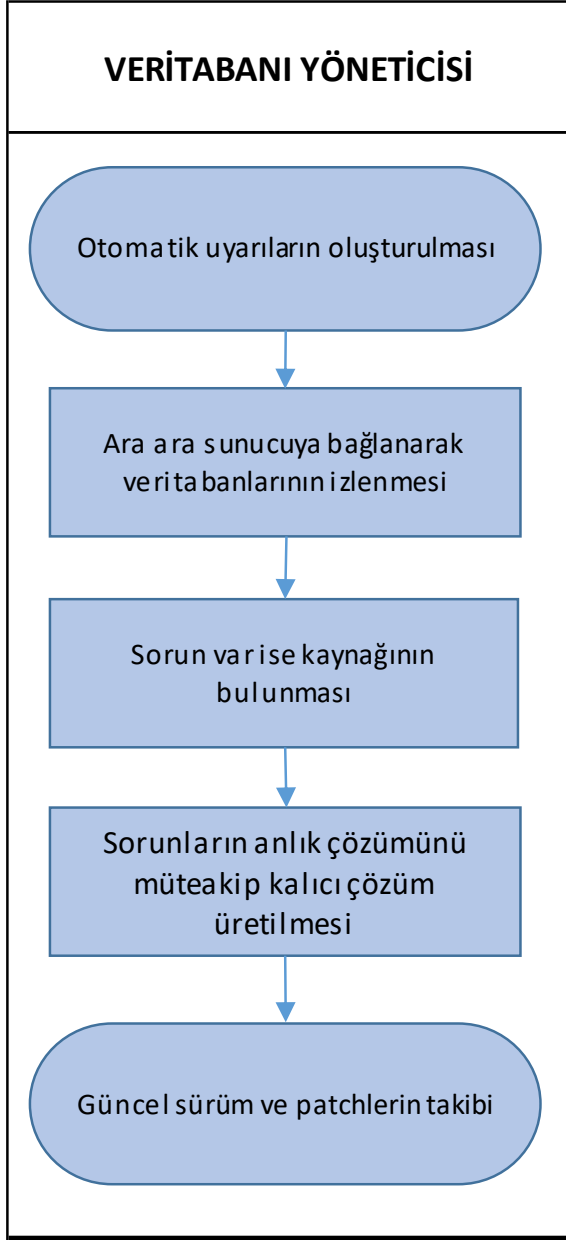 VERİTABANI YÖNETİCİSİ
Otomatik uyarıların oluşturulması
Ara ara sunucuya bağlanarak
veritabanlarının izlenmesi
Sorun var ise kaynağının
bulunması
Sorunların anlık çözümünü
müteakip kalıcı çözüm
üretilmesi
Güncel sürüm ve patchlerin takibi